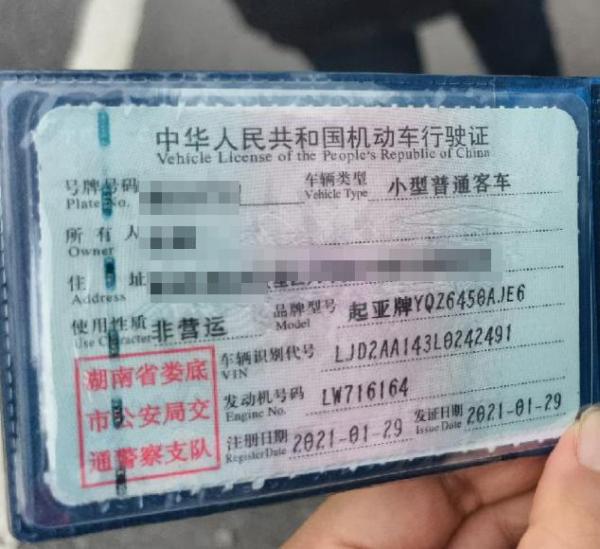 中华人民共和国机动车行驶证
Vehicle License of the People's Republic of China
号牌号码 车辆类型 小型普通客车
Plate No. Vehicle Type
所有人
Owner
住址
Address
使用性质 非营运 品牌型号 起亚牌YQZ6450AJE6
Use Character Model
车辆识别代号 LJD2AA143L0242491
VIN
发动机号码 LW716164
Engine No.
注册日期 2021-01-29 发证日期 2021-01-29
Register Date Issue Date
湖南省娄底
市公安局交
通警察支队